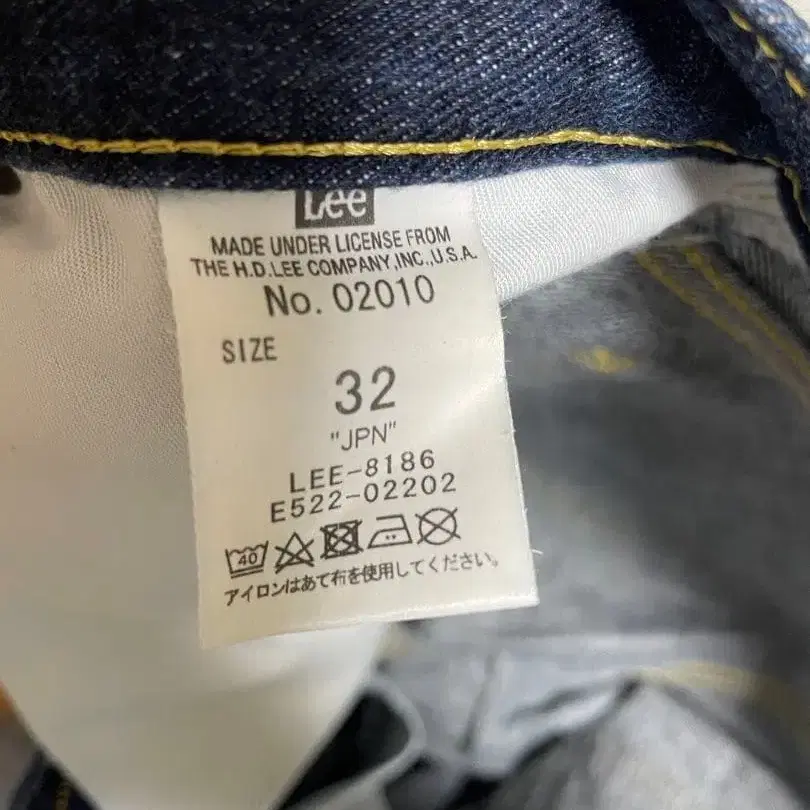 Lee
MADE UNDER LICENSE FROM
THE H.D.LEE COMPANY,INC.,U.S.A.
No. 02010
SIZE
32
"JPN"
LEE-8186
E522-02202
40
アイロンはあて布を使用してください。